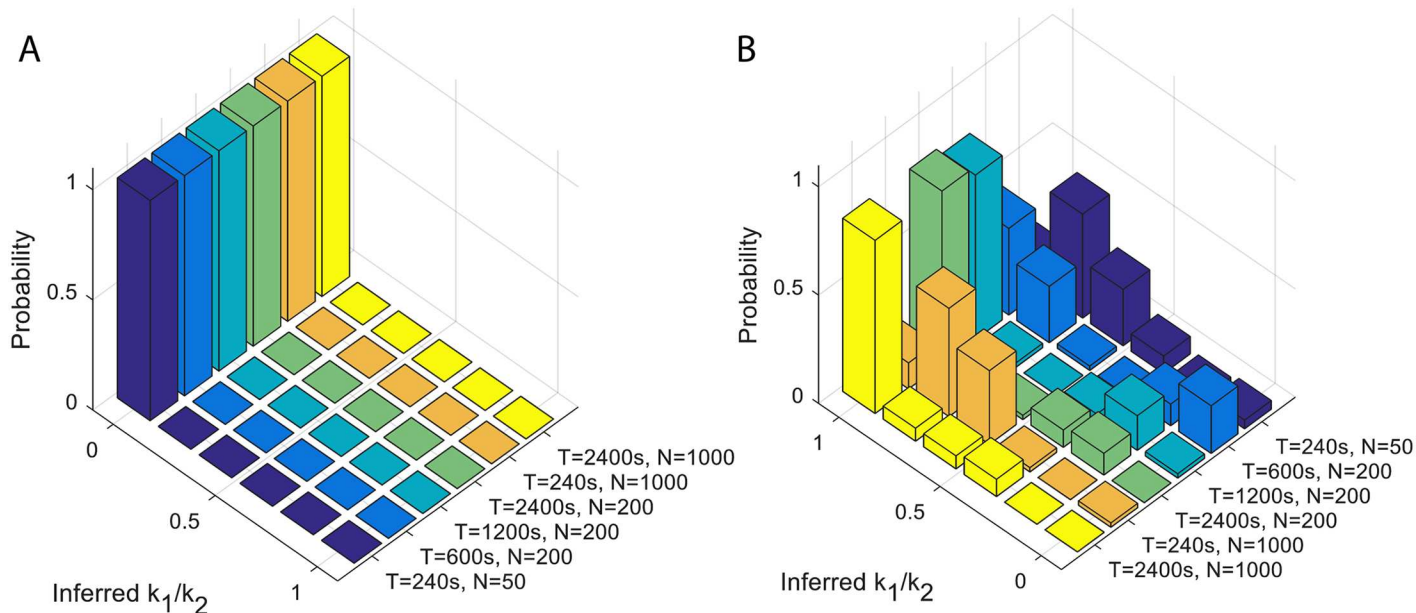 A
Probability
1
0.5
0
0
0.5
1
Inferred k1/k2
T=2400s, N=1000
T=240s, N=1000
T=2400s, N=200
T=1200s, N=200
T=600s, N=200
T=240s, N=50
B
Probability
1
0.5
0
1
0.5
0
Inferred k1/k2
T=240s, N=50
T=600s, N=200
T=1200s, N=200
T=2400s, N=200
T=240s, N=1000
T=2400s, N=1000